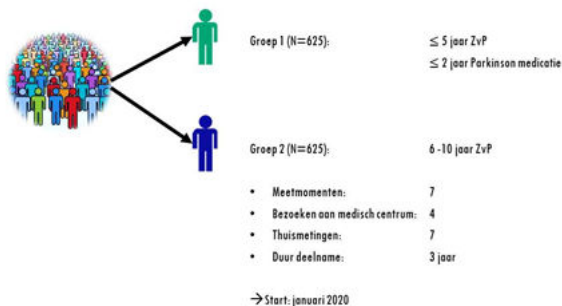 Groep 1 (N=625): ≤ 5 jaar ZvP
≤ 2 jaar Parkinson medicatie
Groep 2 (N=625): 6 -10 jaar ZvP
• Meetmomenten: 7
• Bezoeken aan medisch centrum: 4
• Thuismetingen: 7
• Duur deelname: 3 jaar
→Start: januari 2020